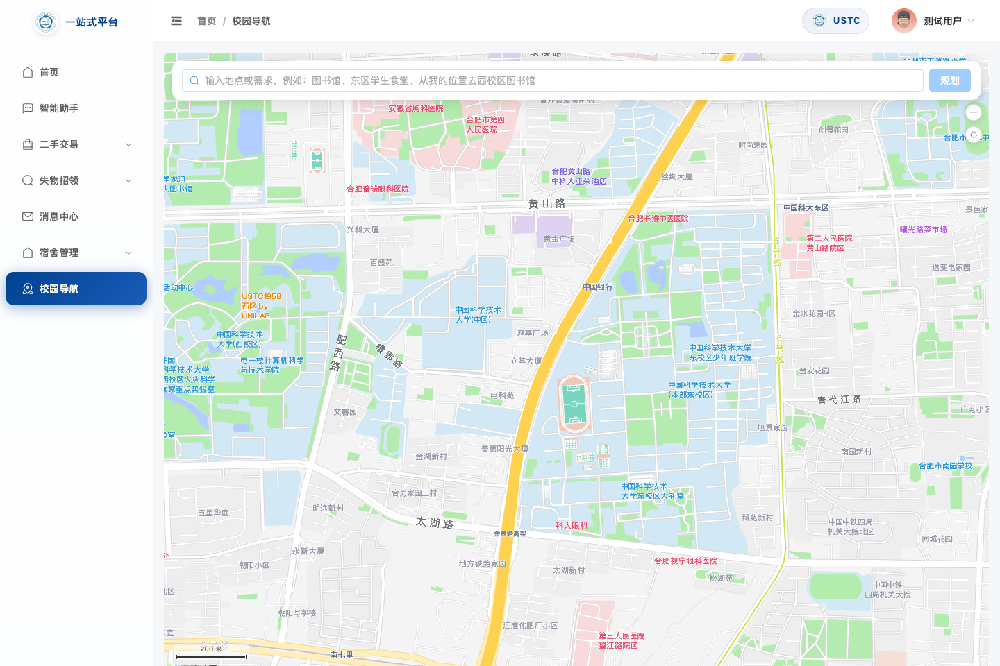 一站式平台
首页 / 校园导航
USTC
测试用户
首页
智能助手
二手交易
失物招领
消息中心
宿舍管理
校园导航
输入地点或需求，例如：图书馆、东区学生食堂、从我的位置去西校区图书馆
规划
安徽省胸科医院
合肥市第四
人民医院
创景花园
时尚家园
合肥黄山路
中科大亚朵酒店
丝绸大厦
学龙河
夫图书馆
合肥普瑞眼科医院
黄山路
中国科大东区
景色家
合肥长淮中医医院
兴科大厦
黄金广场
曙光路菜市场
第二人民医院
黄山路院区
5号线
百盛苑
送变电家园
活动中心
中国银行
USTC1958
西区·by
UNILAB
中国科学技术
大学(中区)
金水花园B区
中国科学技术
大学(西校区)
鸿基广场
肥西路
槽郢路
中国科学技术大学
东校区少年班学院
5号线
中国
科学技术大学
西校区火灾科学
国家重点实验室
电一楼计算机科学
与技术学院
立基大厦
金安花园
中国科学技术大学
(本部东校区)
电科苑
青弋江路
文馨园
广电小区
旭景家园
验室
美第阳光大厦
金湖新村
南园新村
合肥市南园学校
中国科学技术
大学东校区大礼堂
合力家园三村
明远新村
五里华庭
太湖路
科大眼科
科苑新村
中国中铁四局
机关大院北区
金寨路高架
同城花园
永新大厦
处
朝阳小区
地方铁路家园
太湖新村
合肥视宁眼科医院
松湖苑
北区
中国中铁
四局机关大院
朝阳写字楼
江淮化肥厂小区
华庭
第三人民医院
望江路院区
200 米
南七里